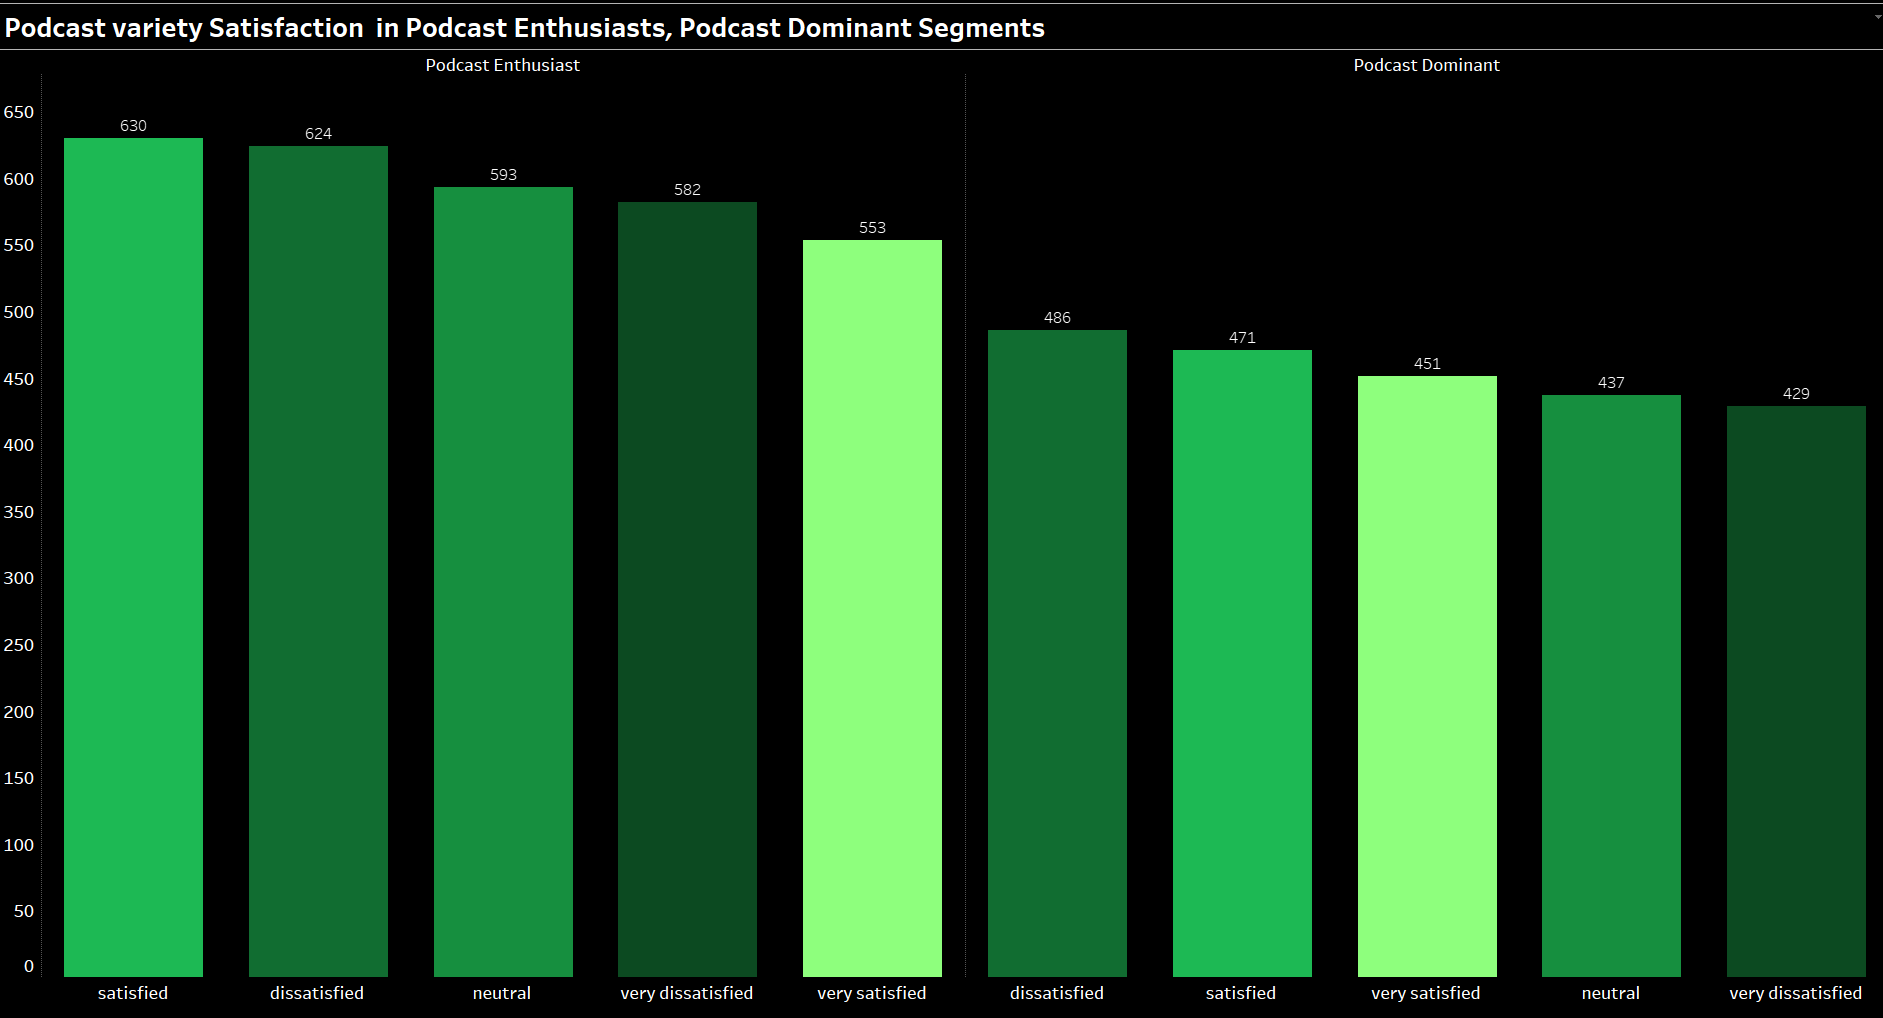 Podcast variety Satisfaction  in Podcast Enthusiasts, Podcast Dominant Segments
Podcast Enthusiast
Podcast Dominant
650
600
550
500
450
400
350
300
250
200
150
100
50
0
630
624
593
582
553
486
471
451
437
429
satisfied
dissatisfied
neutral
very dissatisfied
very satisfied
dissatisfied
satisfied
very satisfied
neutral
very dissatisfied